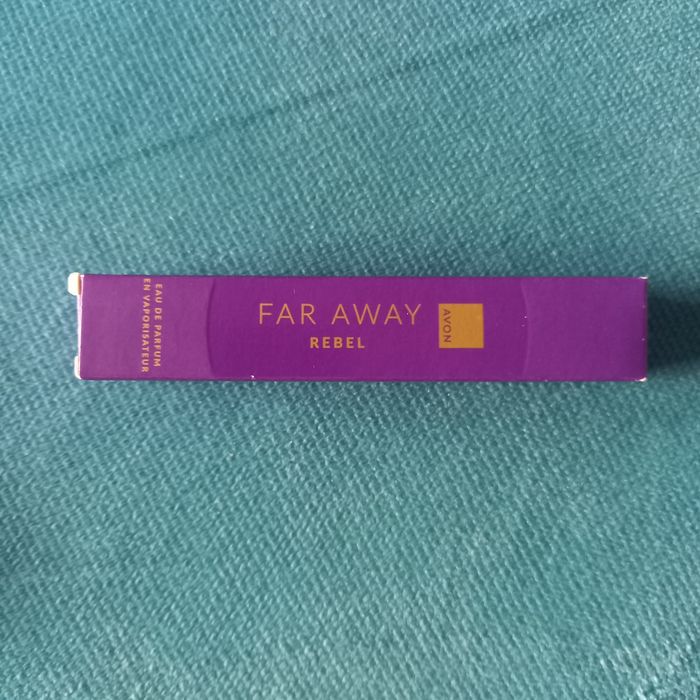 FAR AWAY
REBEL
AVON
EAU DE PARFUM
EN VAPORISATEUR